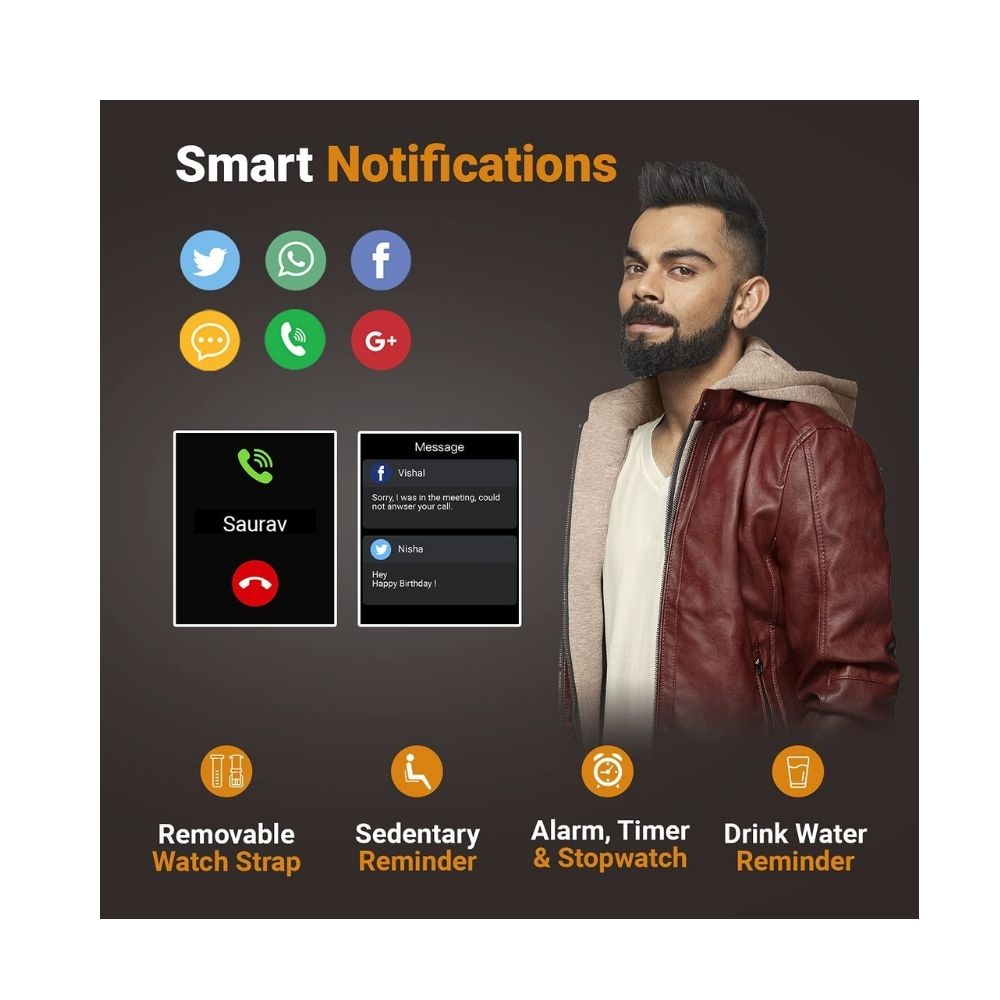 Smart Notifications
f
G+
Saurav
Message
f Vishal
Sorry, I was in the meeting, could
not anwser your call.
Nisha
Hey
Happy Birthday !
Removable
Watch Strap
Sedentary
Reminder
Alarm, Timer
& Stopwatch
Drink Water
Reminder